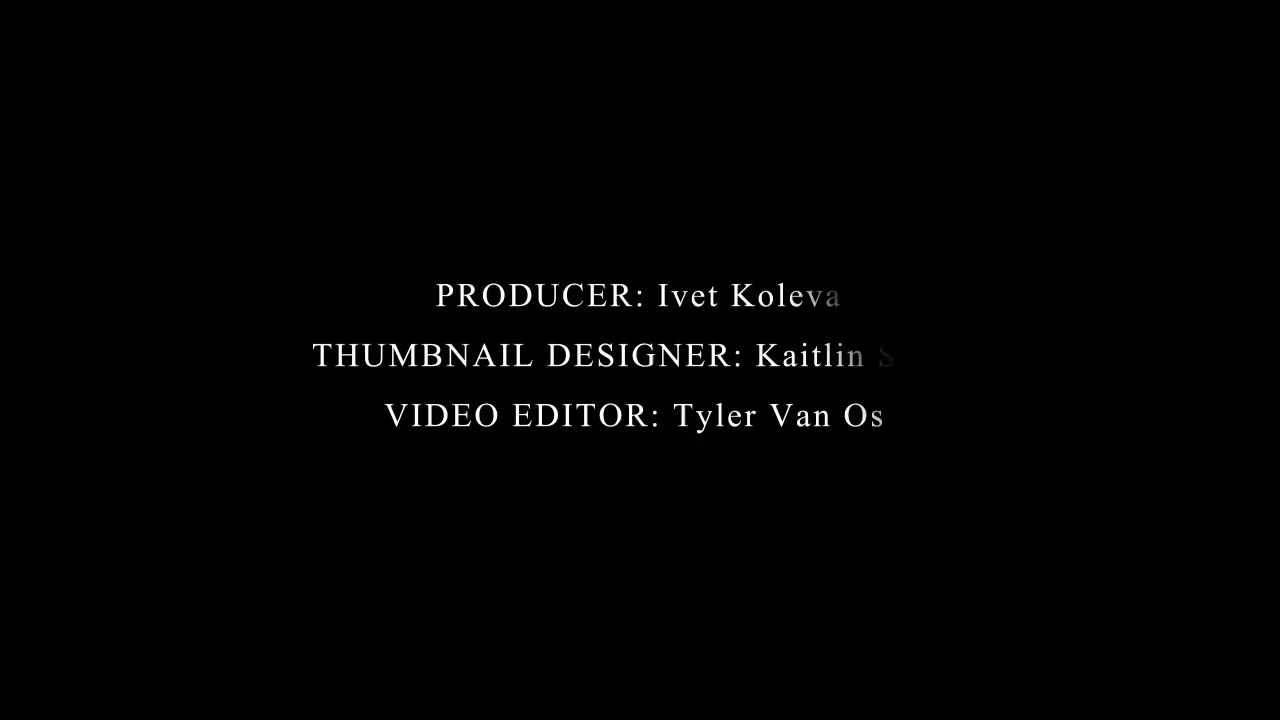 PRODUCER: Ivet Koleva
THUMBNAIL DESIGNER: Kaitlin
VIDEO EDITOR: Tyler Van Os